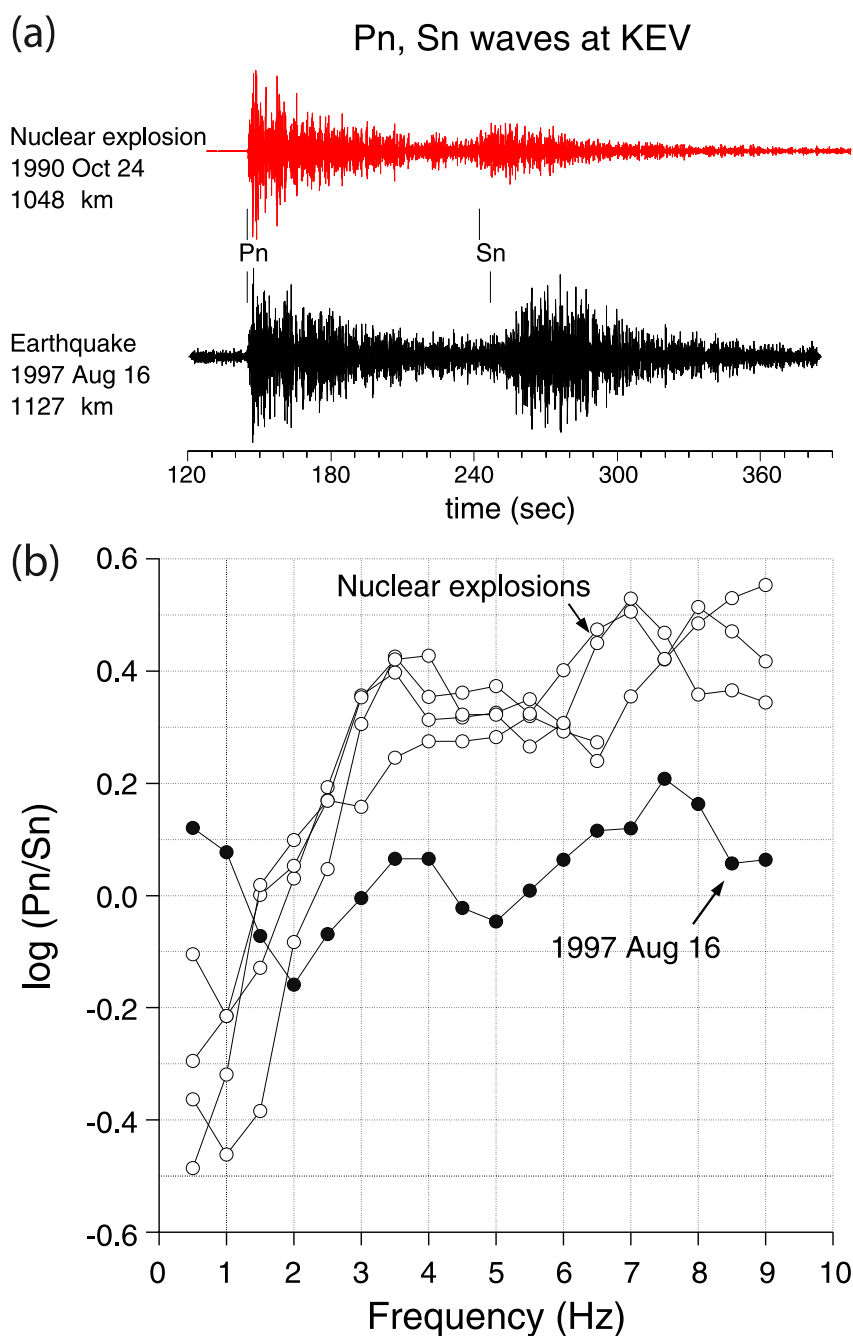 (a)
Pn, Sn waves at KEV
Nuclear explosion
1990 Oct 24
1048 km
Pn
Sn
Earthquake
1997 Aug 16
1127 km
120 180 240 300 360
time (sec)
(b)
0.6
0.4
0.2
0.0
-0.2
-0.4
-0.6
log (Pn/Sn)
Nuclear explosions
1997 Aug 16
0 1 2 3 4 5 6 7 8 9 10
Frequency (Hz)